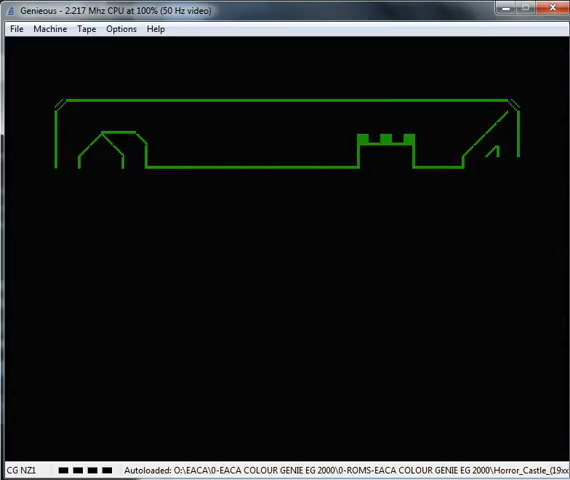 Genieous - 2.217 Mhz CPU at 100% (50 Hz video)
File Machine Tape Options Help
CG NZ1 Autoloaded: O:\EACA\0-EACA COLOUR GENIE EG 2000\0-ROMS-EACA COLOUR GENIE EG 2000\Horror_Castle_(19xx